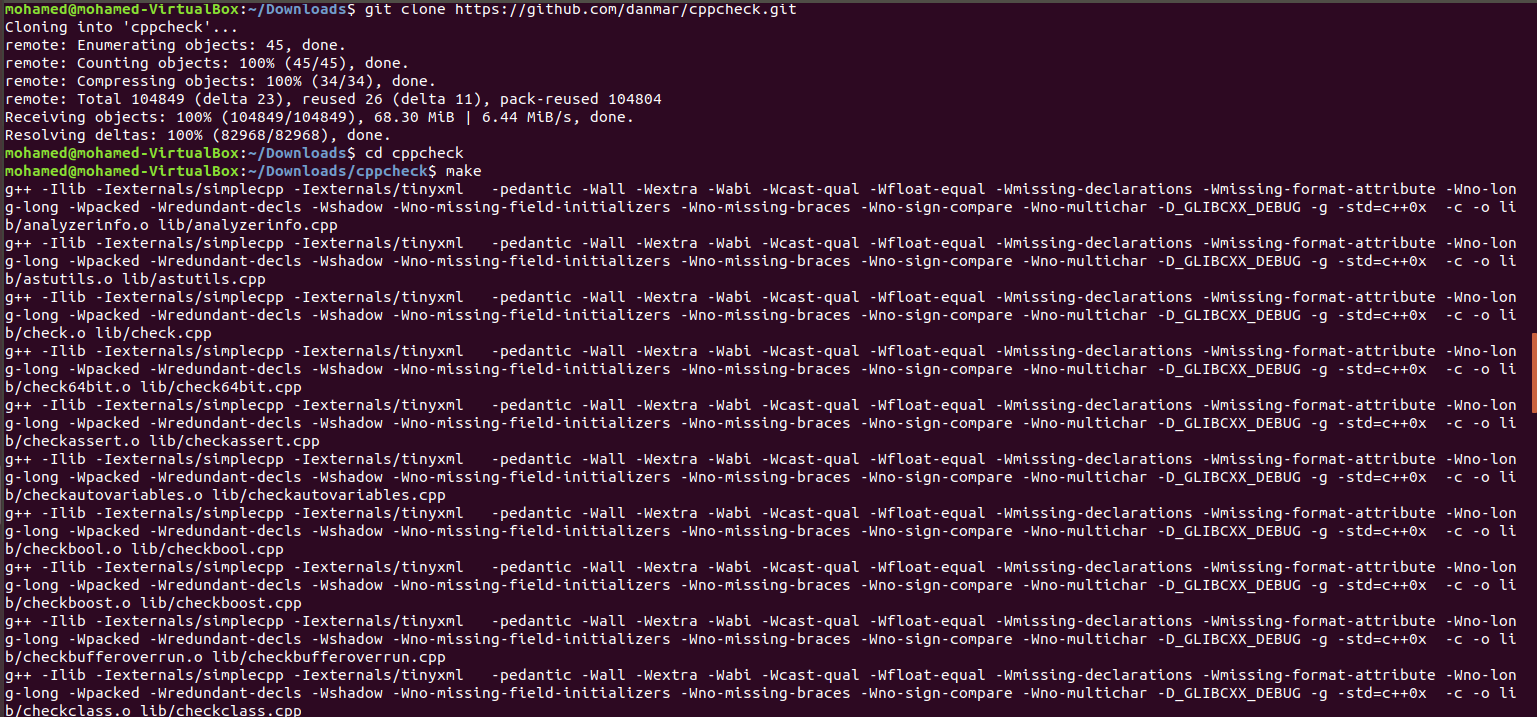 mohamed@mohamed-VirtualBox:~/Downloads$ git clone https://github.com/danmar/cppcheck.git
Cloning into 'cppcheck'...
remote: Enumerating objects: 45, done.
remote: Counting objects: 100% (45/45), done.
remote: Compressing objects: 100% (34/34), done.
remote: Total 104849 (delta 23), reused 26 (delta 11), pack-reused 104804
Receiving objects: 100% (104849/104849), 68.30 MiB | 6.44 MiB/s, done.
Resolving deltas: 100% (82968/82968), done.
mohamed@mohamed-VirtualBox:~/Downloads$ cd cppcheck
mohamed@mohamed-VirtualBox:~/Downloads/cppcheck$ make
g++ -Ilib -Iexternals/simplecpp -Iexternals/tinyxml   -pedantic -Wall -Wextra -Wabi -Wcast-qual -Wfloat-equal -Wmissing-declarations -Wmissing-format-attribute -Wno-lon
g-long -Wpacked -Wredundant-decls -Wshadow -Wno-missing-field-initializers -Wno-missing-braces -Wno-sign-compare -Wno-multichar -D_GLIBCXX_DEBUG -g -std=c++0x  -c -o li
b/analyzerinfo.o lib/analyzerinfo.cpp
g++ -Ilib -Iexternals/simplecpp -Iexternals/tinyxml   -pedantic -Wall -Wextra -Wabi -Wcast-qual -Wfloat-equal -Wmissing-declarations -Wmissing-format-attribute -Wno-lon
g-long -Wpacked -Wredundant-decls -Wshadow -Wno-missing-field-initializers -Wno-missing-braces -Wno-sign-compare -Wno-multichar -D_GLIBCXX_DEBUG -g -std=c++0x  -c -o li
b/astutils.o lib/astutils.cpp
g++ -Ilib -Iexternals/simplecpp -Iexternals/tinyxml   -pedantic -Wall -Wextra -Wabi -Wcast-qual -Wfloat-equal -Wmissing-declarations -Wmissing-format-attribute -Wno-lon
g-long -Wpacked -Wredundant-decls -Wshadow -Wno-missing-field-initializers -Wno-missing-braces -Wno-sign-compare -Wno-multichar -D_GLIBCXX_DEBUG -g -std=c++0x  -c -o li
b/check.o lib/check.cpp
g++ -Ilib -Iexternals/simplecpp -Iexternals/tinyxml   -pedantic -Wall -Wextra -Wabi -Wcast-qual -Wfloat-equal -Wmissing-declarations -Wmissing-format-attribute -Wno-lon
g-long -Wpacked -Wredundant-decls -Wshadow -Wno-missing-field-initializers -Wno-missing-braces -Wno-sign-compare -Wno-multichar -D_GLIBCXX_DEBUG -g -std=c++0x  -c -o li
b/check64bit.o lib/check64bit.cpp
g++ -Ilib -Iexternals/simplecpp -Iexternals/tinyxml   -pedantic -Wall -Wextra -Wabi -Wcast-qual -Wfloat-equal -Wmissing-declarations -Wmissing-format-attribute -Wno-lon
g-long -Wpacked -Wredundant-decls -Wshadow -Wno-missing-field-initializers -Wno-missing-braces -Wno-sign-compare -Wno-multichar -D_GLIBCXX_DEBUG -g -std=c++0x  -c -o li
b/checkassert.o lib/checkassert.cpp
g++ -Ilib -Iexternals/simplecpp -Iexternals/tinyxml   -pedantic -Wall -Wextra -Wabi -Wcast-qual -Wfloat-equal -Wmissing-declarations -Wmissing-format-attribute -Wno-lon
g-long -Wpacked -Wredundant-decls -Wshadow -Wno-missing-field-initializers -Wno-missing-braces -Wno-sign-compare -Wno-multichar -D_GLIBCXX_DEBUG -g -std=c++0x  -c -o li
b/checkautovariables.o lib/checkautovariables.cpp
g++ -Ilib -Iexternals/simplecpp -Iexternals/tinyxml   -pedantic -Wall -Wextra -Wabi -Wcast-qual -Wfloat-equal -Wmissing-declarations -Wmissing-format-attribute -Wno-lon
g-long -Wpacked -Wredundant-decls -Wshadow -Wno-missing-field-initializers -Wno-missing-braces -Wno-sign-compare -Wno-multichar -D_GLIBCXX_DEBUG -g -std=c++0x  -c -o li
b/checkbool.o lib/checkbool.cpp
g++ -Ilib -Iexternals/simplecpp -Iexternals/tinyxml   -pedantic -Wall -Wextra -Wabi -Wcast-qual -Wfloat-equal -Wmissing-declarations -Wmissing-format-attribute -Wno-lon
g-long -Wpacked -Wredundant-decls -Wshadow -Wno-missing-field-initializers -Wno-missing-braces -Wno-sign-compare -Wno-multichar -D_GLIBCXX_DEBUG -g -std=c++0x  -c -o li
b/checkboost.o lib/checkboost.cpp
g++ -Ilib -Iexternals/simplecpp -Iexternals/tinyxml   -pedantic -Wall -Wextra -Wabi -Wcast-qual -Wfloat-equal -Wmissing-declarations -Wmissing-format-attribute -Wno-lon
g-long -Wpacked -Wredundant-decls -Wshadow -Wno-missing-field-initializers -Wno-missing-braces -Wno-sign-compare -Wno-multichar -D_GLIBCXX_DEBUG -g -std=c++0x  -c -o li
b/checkbufferoverrun.o lib/checkbufferoverrun.cpp
g++ -Ilib -Iexternals/simplecpp -Iexternals/tinyxml   -pedantic -Wall -Wextra -Wabi -Wcast-qual -Wfloat-equal -Wmissing-declarations -Wmissing-format-attribute -Wno-lon
g-long -Wpacked -Wredundant-decls -Wshadow -Wno-missing-field-initializers -Wno-missing-braces -Wno-sign-compare -Wno-multichar -D_GLIBCXX_DEBUG -g -std=c++0x  -c -o li
b/checkclass.o lib/checkclass.cpp